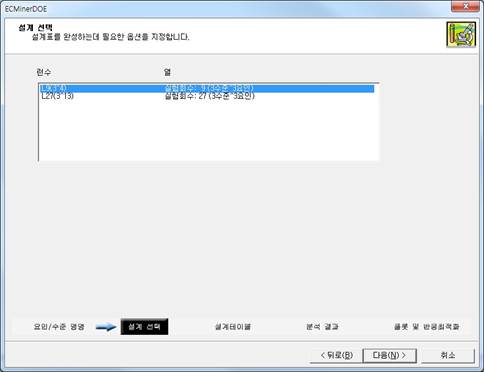 ECMinerDOE
설계 선택
설계표를 완성하는데 필요한 옵션을 지정합니다.
런수 열
L9(3^4) 실험회수: 9 (3수준^3요인)
L27(3^13) 실험회수: 27 (3수준^3요인)
요인/수준 명명 설계 선택 설계테이블 분석 결과 플롯 및 반응최적화
< 뒤로(B) 다음(N) > 취소